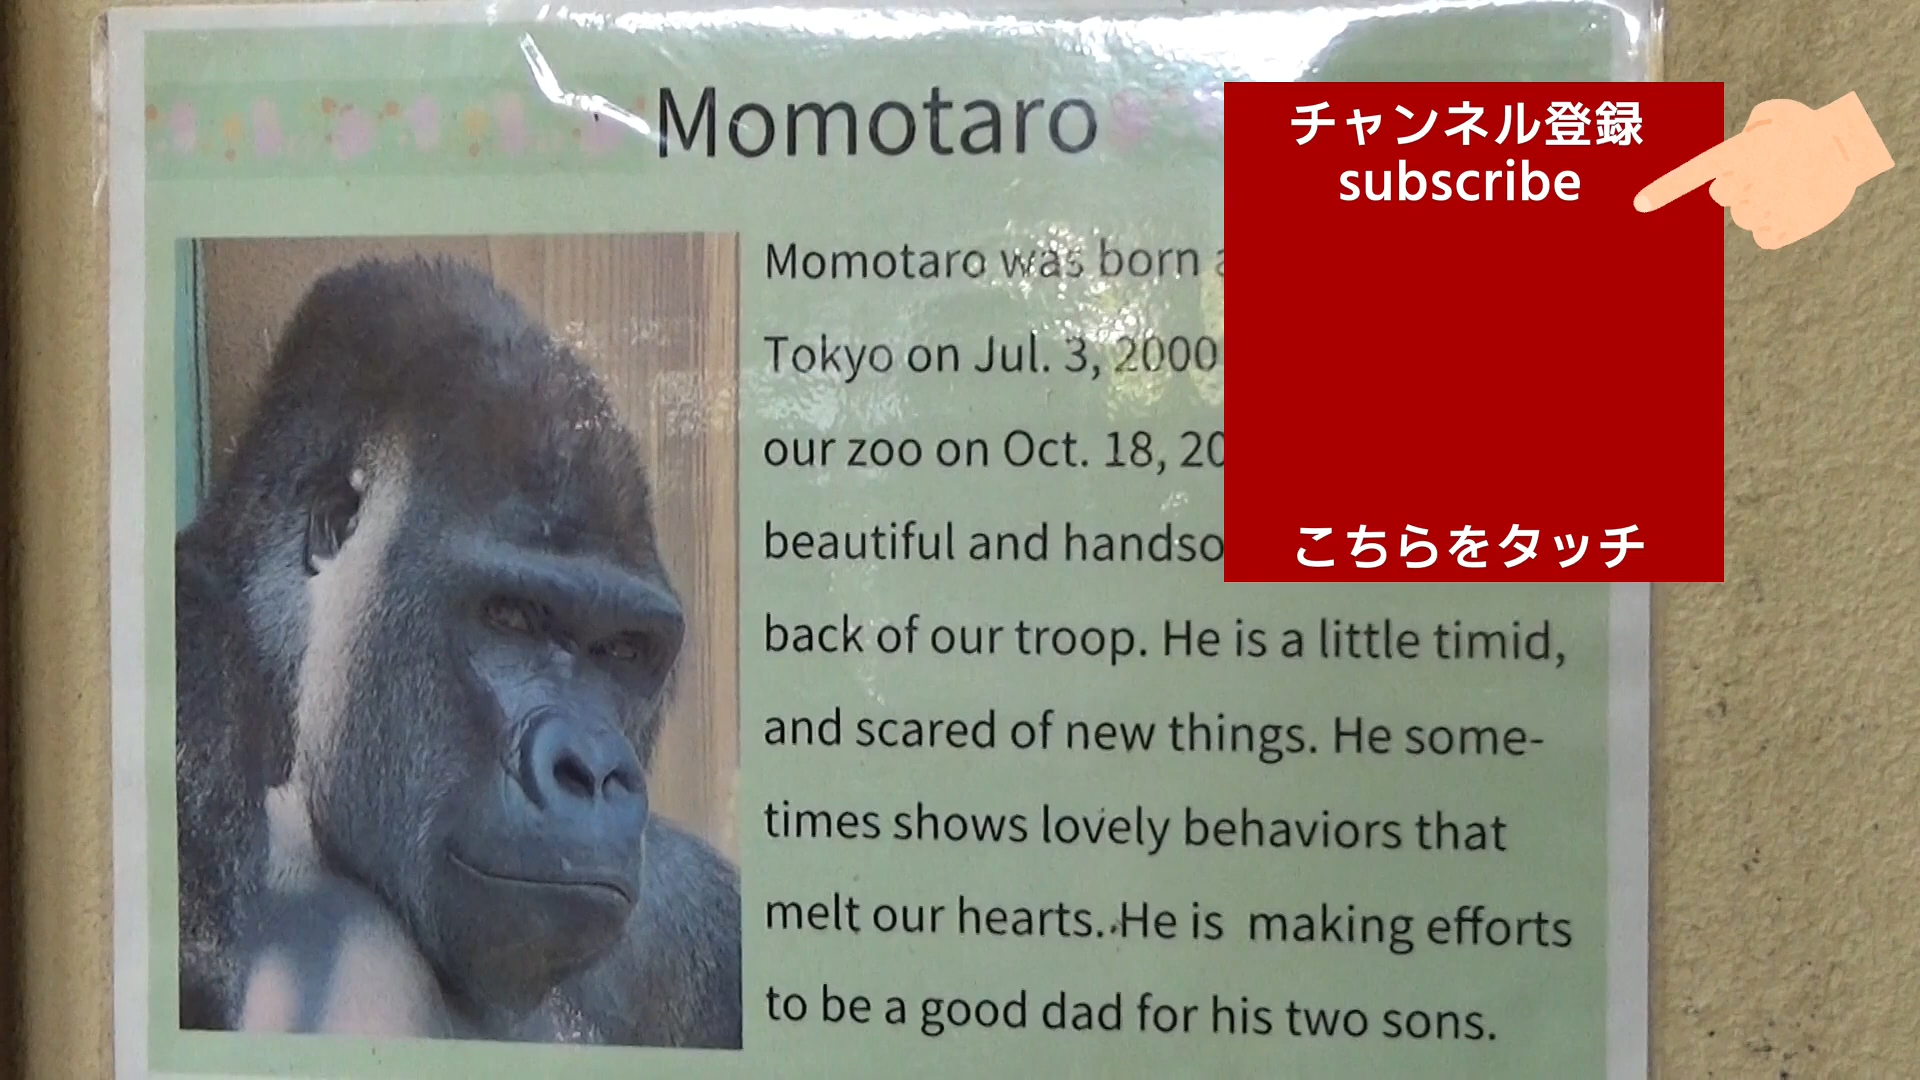 Momotaro
チャンネル登録
subscribe
こちらをタッチ
Momotaro was born
Tokyo on Jul. 3, 2000
our zoo on Oct. 18,
beautiful and
back of our troop. He is a little timid,
and scared of new things. He some-
times shows lovely behaviors that
melt our hearts. He is making efforts
to be a good dad for his two sons.